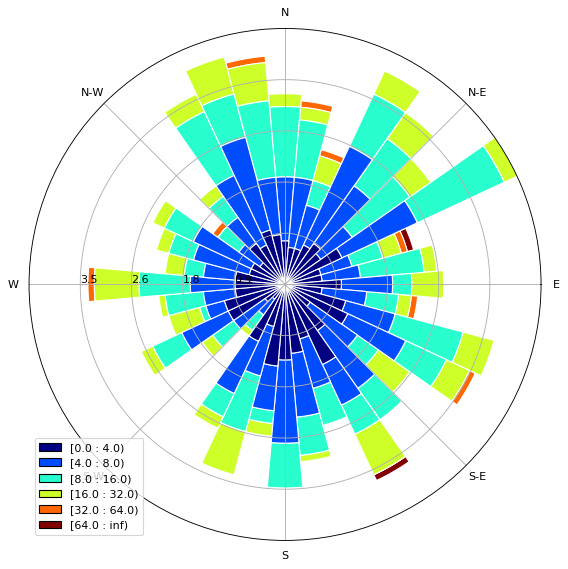 N
N-W
N-E
W
3.5
2.6
1.8
E
[0.0 : 4.0)
[4.0 : 8.0)
[8.0 : 16.0)
[16.0 : 32.0)
[32.0 : 64.0)
[64.0 : inf)
S-E
S